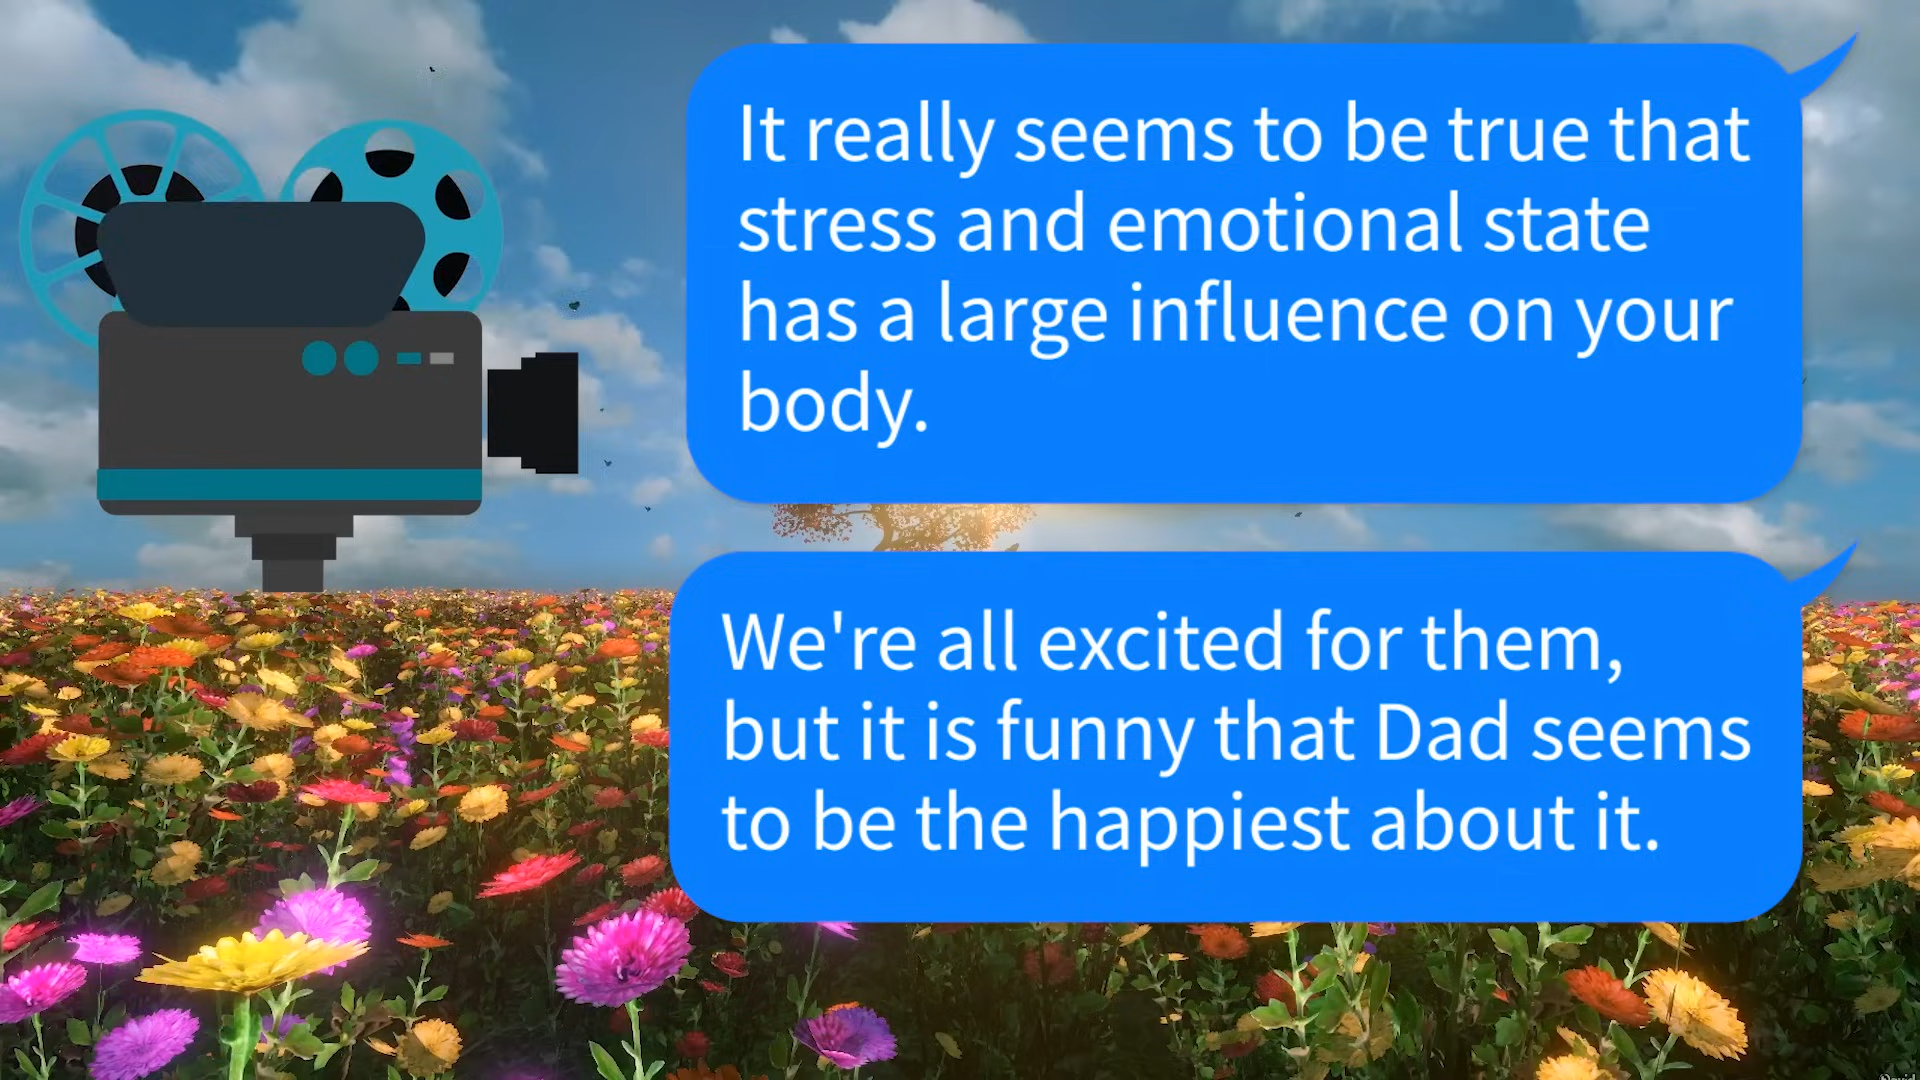 It really seems to be true that
stress and emotional state
has a large influence on your
body.
We're all excited for them,
but it is funny that Dad seems
to be the happiest about it.